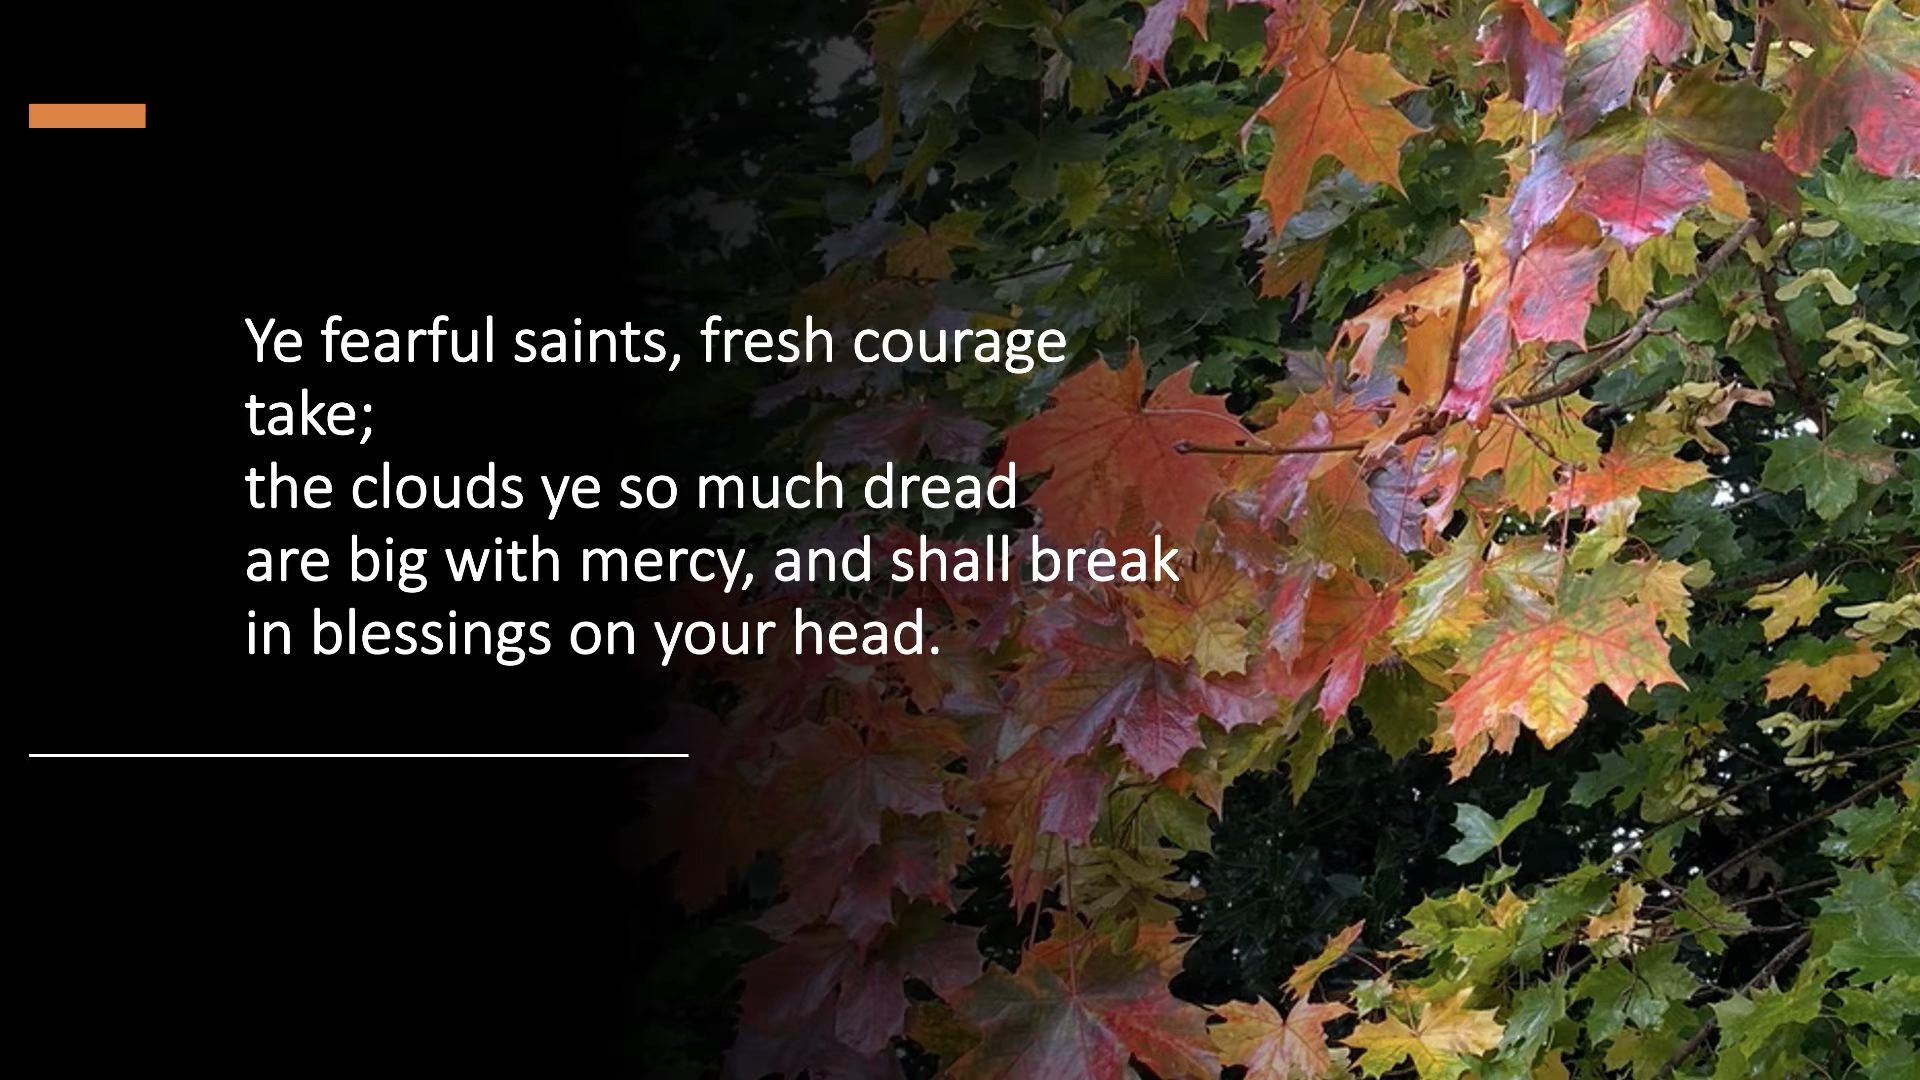 Ye fearful saints, fresh courage
take;
the clouds ye so much dread
are big with mercy, and shall break
in blessings on your head.